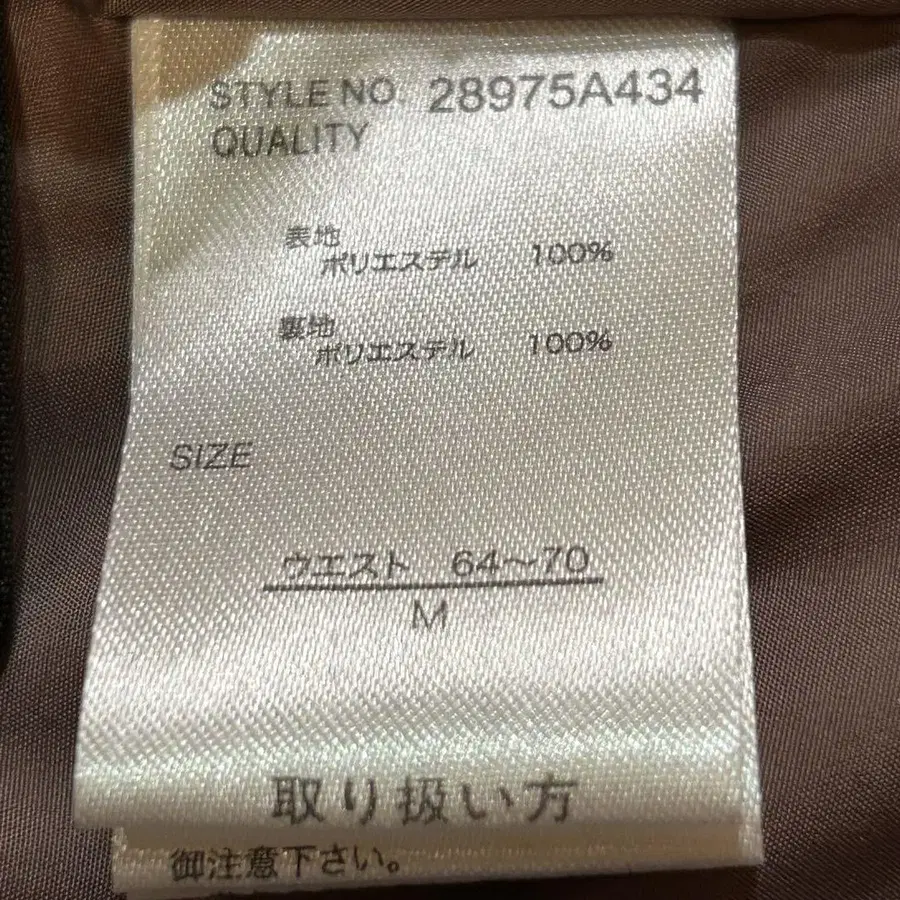 STYLE NO. 28975A434
QUALITY
表地
ポリエステル 100%
裏地
ポリエステル 100%
SIZE
ウエスト 64～70
M
取り扱い方
御注意下さい。